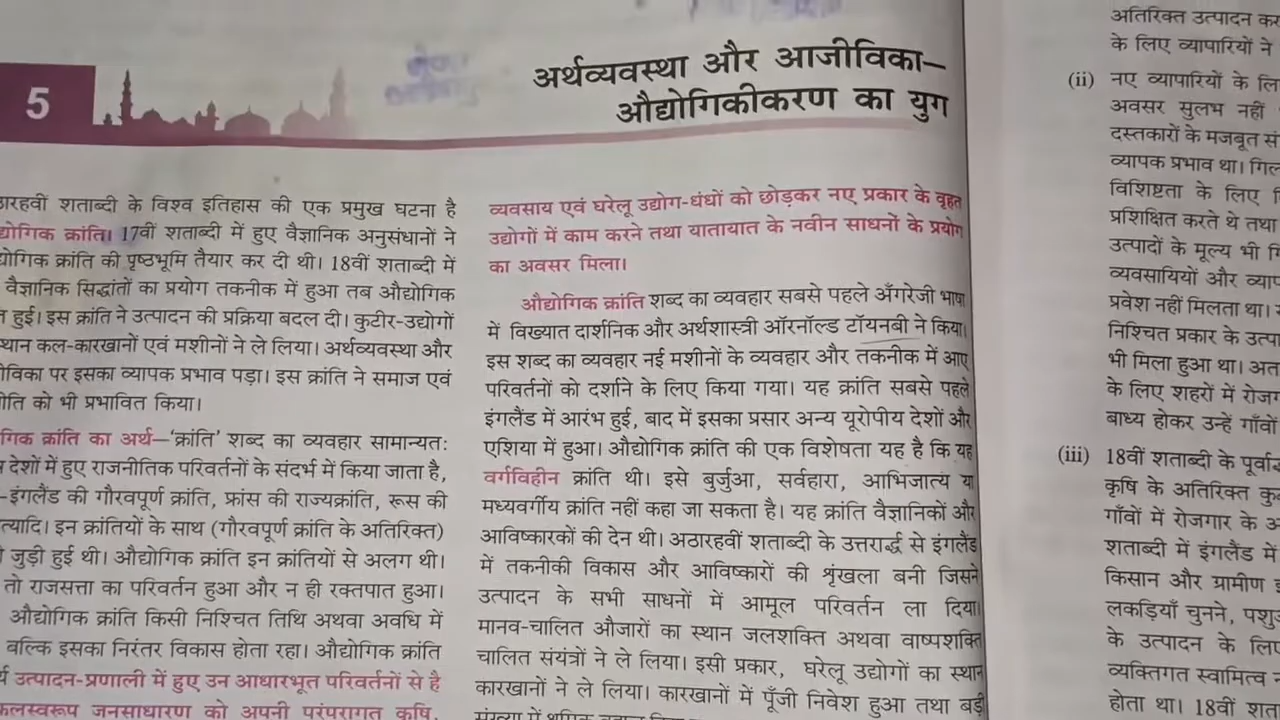 5
अर्थव्यवस्था और आजीविका—
औद्योगिकीकरण का युग
शताब्दी के विश्व इतिहास की एक प्रमुख घटना है
क्रांति। 17वीं शताब्दी में हुए वैज्ञानिक अनुसंधानों ने
क्रांति की पृष्ठभूमि तैयार कर दी थी। 18वीं शताब्दी में
वैज्ञानिक सिद्धांतों का प्रयोग तकनीक में हुआ तब औद्योगिक
हुई। इस क्रांति ने उत्पादन की प्रक्रिया बदल दी। कुटीर-उद्योगों
कल-कारखानों एवं मशीनों ने ले लिया। अर्थव्यवस्था और
पर इसका व्यापक प्रभाव पड़ा। इस क्रांति ने समाज एवं
को भी प्रभावित किया।
क्रांति का अर्थ—‘क्रांति’ शब्द का व्यवहार सामान्यतः
देशों में हुए राजनीतिक परिवर्तनों के संदर्भ में किया जाता है,
—इंगलैंड की गौरवपूर्ण क्रांति, फ्रांस की राज्यक्रांति, रूस की
इन क्रांतियों के साथ (गौरवपूर्ण क्रांति के अतिरिक्त)
जुड़ी हुई थी। औद्योगिक क्रांति इन क्रांतियों से अलग थी।
तो राजसत्ता का परिवर्तन हुआ और न ही रक्तपात हुआ।
औद्योगिक क्रांति किसी निश्चित तिथि अथवा अवधि में
बल्कि इसका निरंतर विकास होता रहा। औद्योगिक क्रांति
उत्पादन-प्रणाली में हुए उन आधारभूत परिवर्तनों से है
जनसाधारण को अपनी परंपरागत कृषि,
व्यवसाय एवं घरेलू उद्योग-धंधों को छोड़कर नए प्रकार के वृहत
उद्योगों में काम करने तथा यातायात के नवीन साधनों के प्रयोग
का अवसर मिला।
औद्योगिक क्रांति शब्द का व्यवहार सबसे पहले अँगरेजी भाषा
में विख्यात दार्शनिक और अर्थशास्त्री ऑरनॉल्ड टॉयनबी ने किया।
इस शब्द का व्यवहार नई मशीनों के व्यवहार और तकनीक में आए
परिवर्तनों को दर्शाने के लिए किया गया। यह क्रांति सबसे पहले
इंगलैंड में आरंभ हुई, बाद में इसका प्रसार अन्य यूरोपीय देशों और
एशिया में हुआ। औद्योगिक क्रांति की एक विशेषता यह है कि यह
वर्गविहीन क्रांति थी। इसे बुर्जुआ, सर्वहारा, आभिजात्य या
मध्यवर्गीय क्रांति नहीं कहा जा सकता है। यह क्रांति वैज्ञानिकों और
आविष्कारकों की देन थी। अठारहवीं शताब्दी के उत्तरार्द्ध से इंगलैंड
में तकनीकी विकास और आविष्कारों की शृंखला बनी जिसने
उत्पादन के सभी साधनों में आमूल परिवर्तन ला दिया।
मानव-चालित औजारों का स्थान जलशक्ति अथवा वाष्पशक्ति
चालित संयंत्रों ने ले लिया। इसी प्रकार, घरेलू उद्योगों का स्थान
कारखानों ने ले लिया। कारखानों में पूँजी निवेश हुआ तथा बड़ी
अतिरिक्त उत्पादन
के लिए व्यापारियों ने
(ii) नए व्यापारियों के
अवसर सुलभ नहीं
दस्तकारों के मजबूत
व्यापक प्रभाव था।
विशिष्टता के लिए
प्रशिक्षित करते थे तथा
उत्पादों के मूल्य भी
व्यवसायियों और
प्रवेश नहीं मिलता था।
निश्चित प्रकार के
भी मिला हुआ था।
के लिए शहरों में
बाध्य होकर उन्हें गाँवों
(iii) 18वीं शताब्दी के
कृषि के अतिरिक्त
गाँवों में रोजगार के
शताब्दी में इंगलैंड में
किसान और ग्रामीण
लकड़ियाँ चुनने,
के उत्पादन के
व्यक्तिगत स्वामित्व
होता था। 18वीं